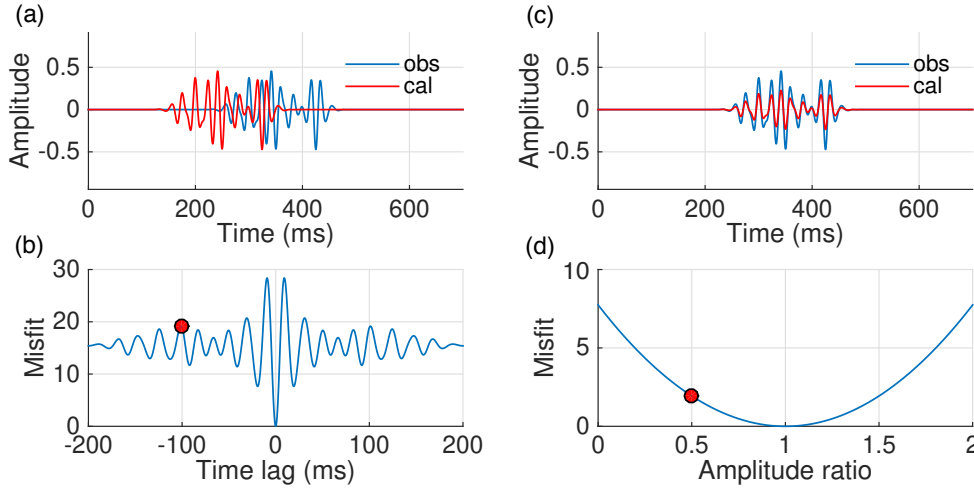 (a)
Amplitude
0.5
0
-0.5
obs
cal
0 200 400 600
Time (ms)
(c)
Amplitude
0.5
0
-0.5
obs
cal
0 200 400 600
Time (ms)
(b)
Misfit
30
20
10
0
-200 -100 0 100 200
Time lag (ms)
(d)
Misfit
10
5
0
0 0.5 1 1.5 2
Amplitude ratio